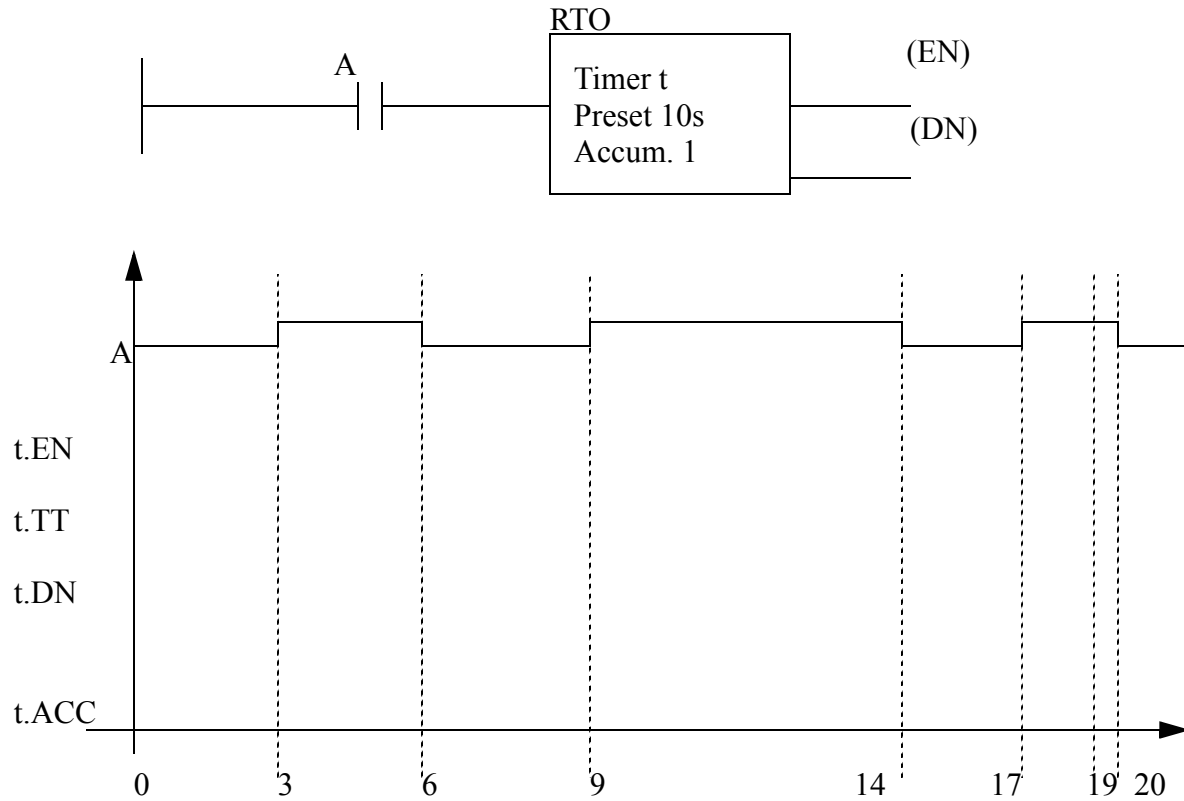 RTO
A
Timer t
Preset 10s
Accum. 1
(EN)
(DN)
A
t.EN
t.TT
t.DN
t.ACC
0 3 6 9 14 17 19 20